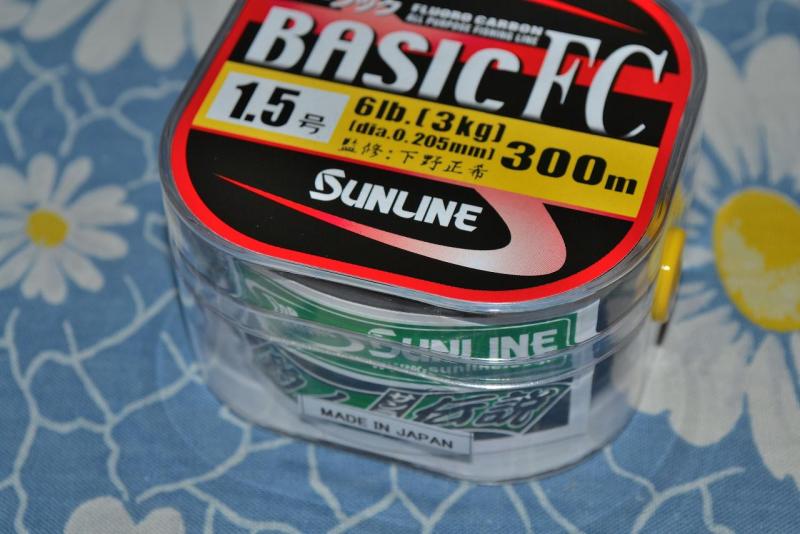 FLUORO CARBON
ALL PURPOSE FISHING LINE
BASIC FC
1.5号
6lb.(3kg)
(dia.0.205mm)
監修:下野正希
300m
SUNLINE
SUNLINE
MADE IN JAPAN